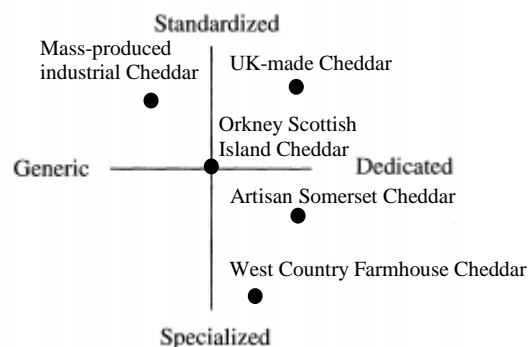 Standardized
Mass-produced
industrial Cheddar
UK-made Cheddar
Orkney Scottish
Island Cheddar
Generic
Dedicated
Artisan Somerset Cheddar
West Country Farmhouse Cheddar
Specialized